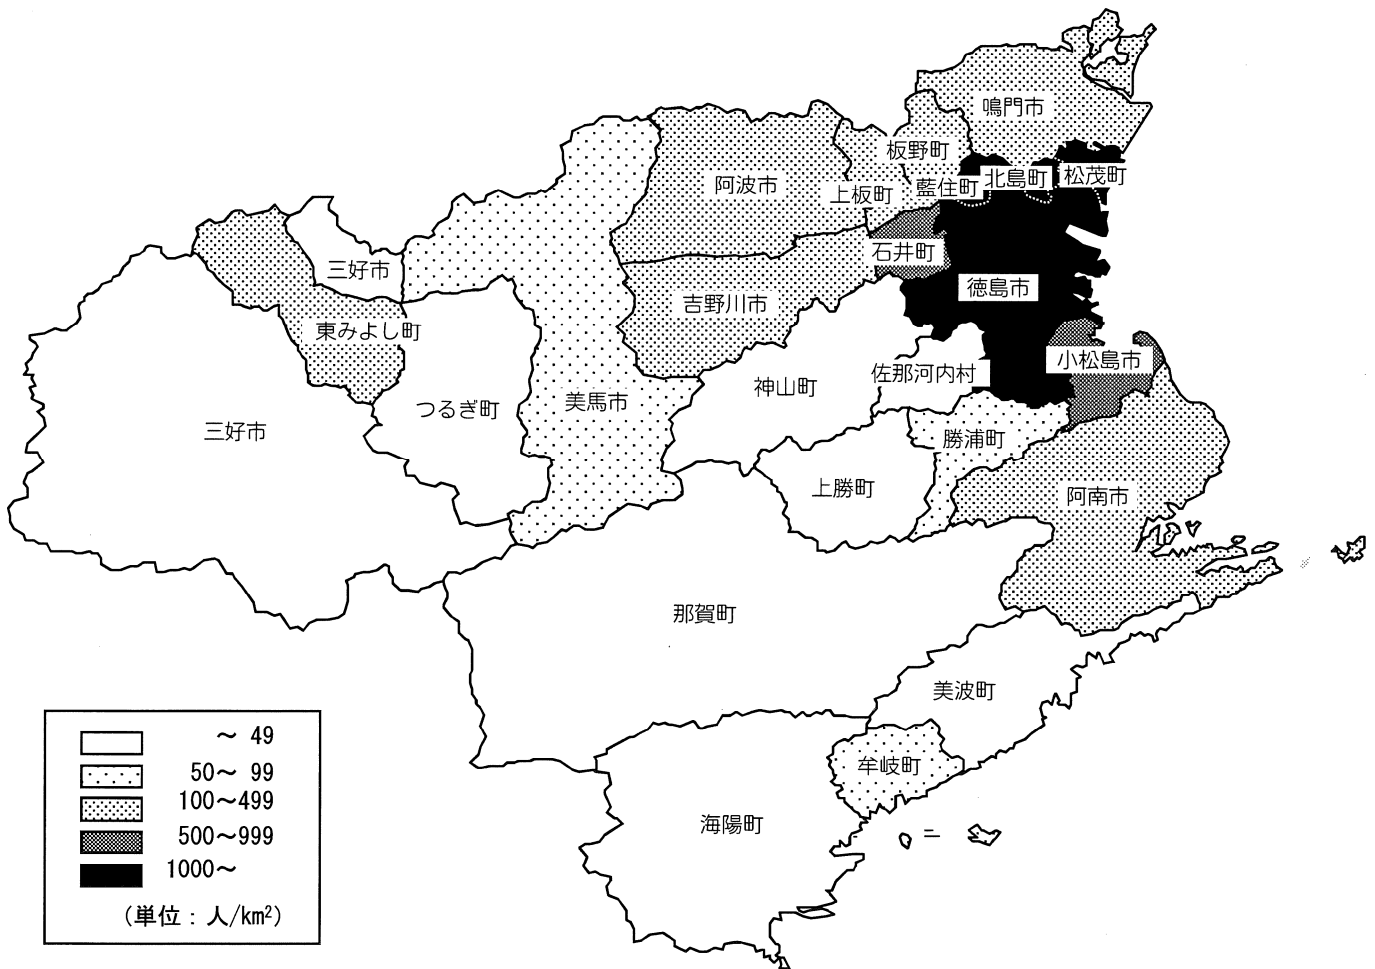 鳴門市
板野町
松茂町
北島町
藍住町
上板町
阿波市
石井町
三好市
徳島市
吉野川市
東みよし町
小松島市
佐那河内村
神山町
美馬市
つるぎ町
三好市
勝浦町
上勝町
阿南市
那賀町
美波町
牟岐町
海陽町
～ 49
50～ 99
100～499
500～999
1000～
(単位：人/km²)